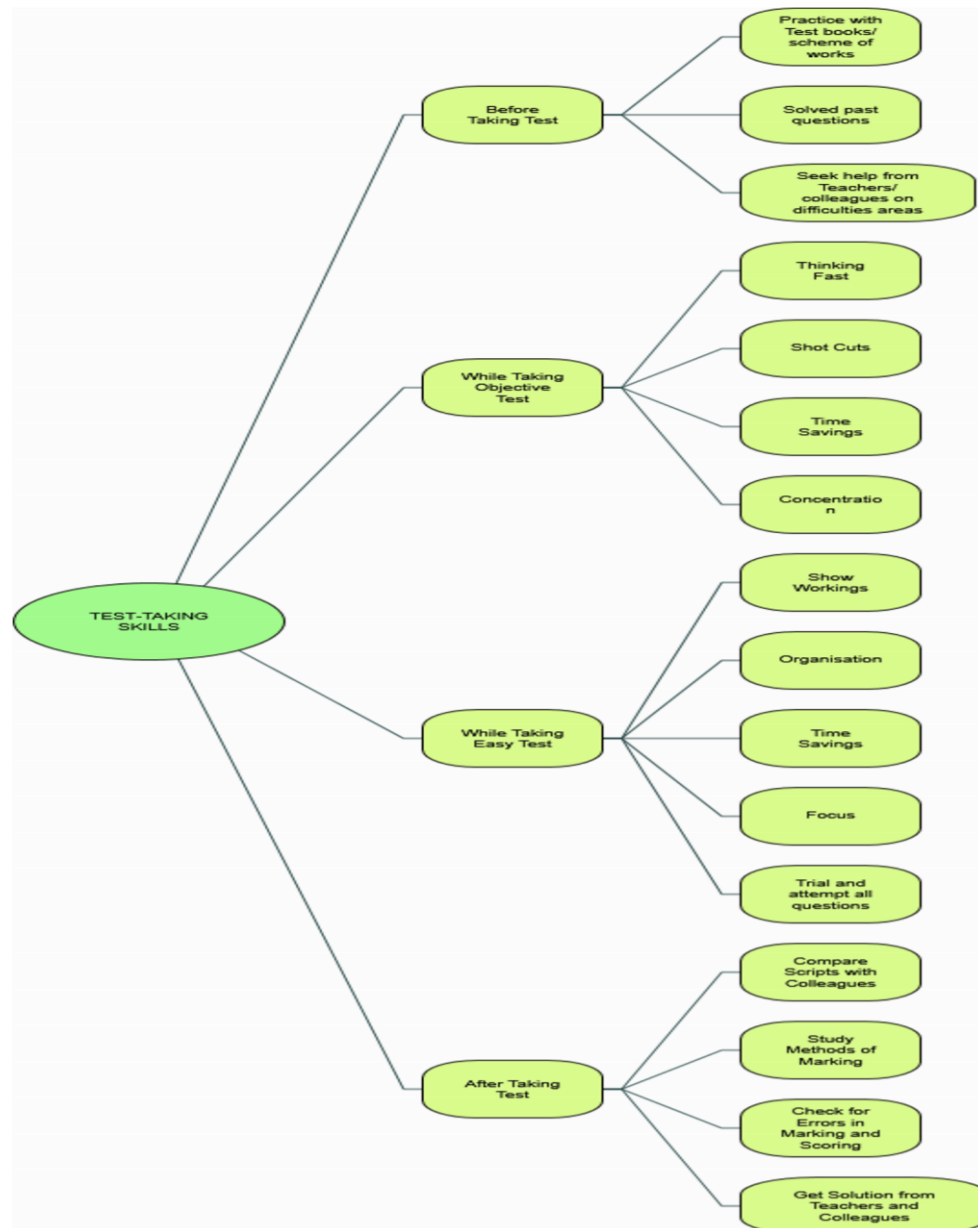 TEST-TAKING
SKILLS
Before
Taking Test
Practice with
Test books/
scheme of
works
Solved past
questions
Seek help from
Teachers/
colleagues on
difficulties areas
While Taking
Objective
Test
Thinking
Fast
Shot Cuts
Time
Savings
Concentratio
n
While Taking
Easy Test
Show
Workings
Organisation
Time
Savings
Focus
Trial and
attempt all
questions
After Taking
Test
Compare
Scripts with
Colleagues
Study
Methods of
Marking
Check for
Errors in
Marking and
Scoring
Get Solution from
Teachers and
Colleagues